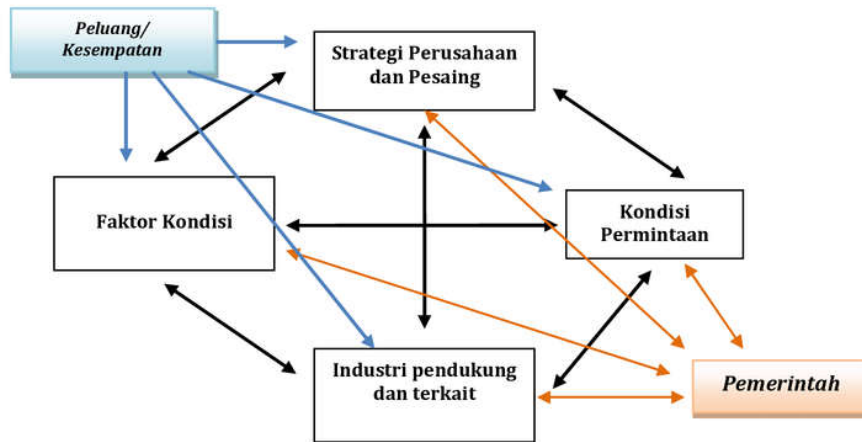 Peluang/
Kesempatan
Strategi Perusahaan
dan Pesaing
Faktor Kondisi
Kondisi
Permintaan
Industri pendukung
dan terkait
Pemerintah